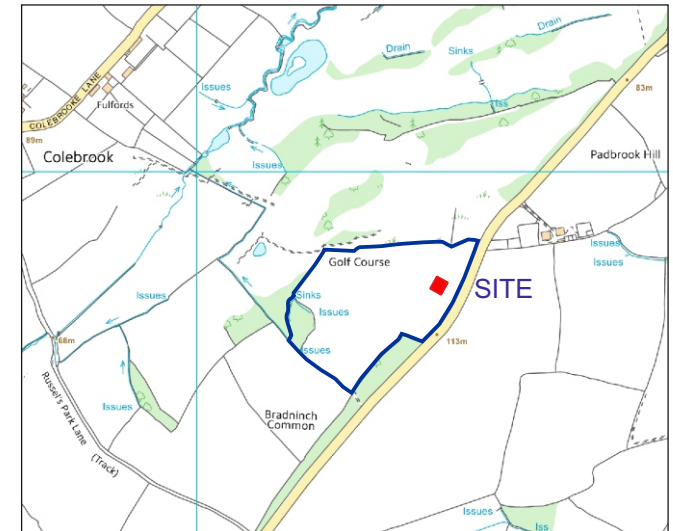 Drain
Drain
Sinks
Issues
83m
Fulfords
COLEBROOKE LANE
Iss
89m
Colebrook
Issues
Padbrook Hill
Issues
Issues
Golf Course
SITE
Sinks
Issues
Issues
Issues
68m
113m
Russel's Park Lane
(Track)
Issues
Bradninch
Common
Issues
Iss